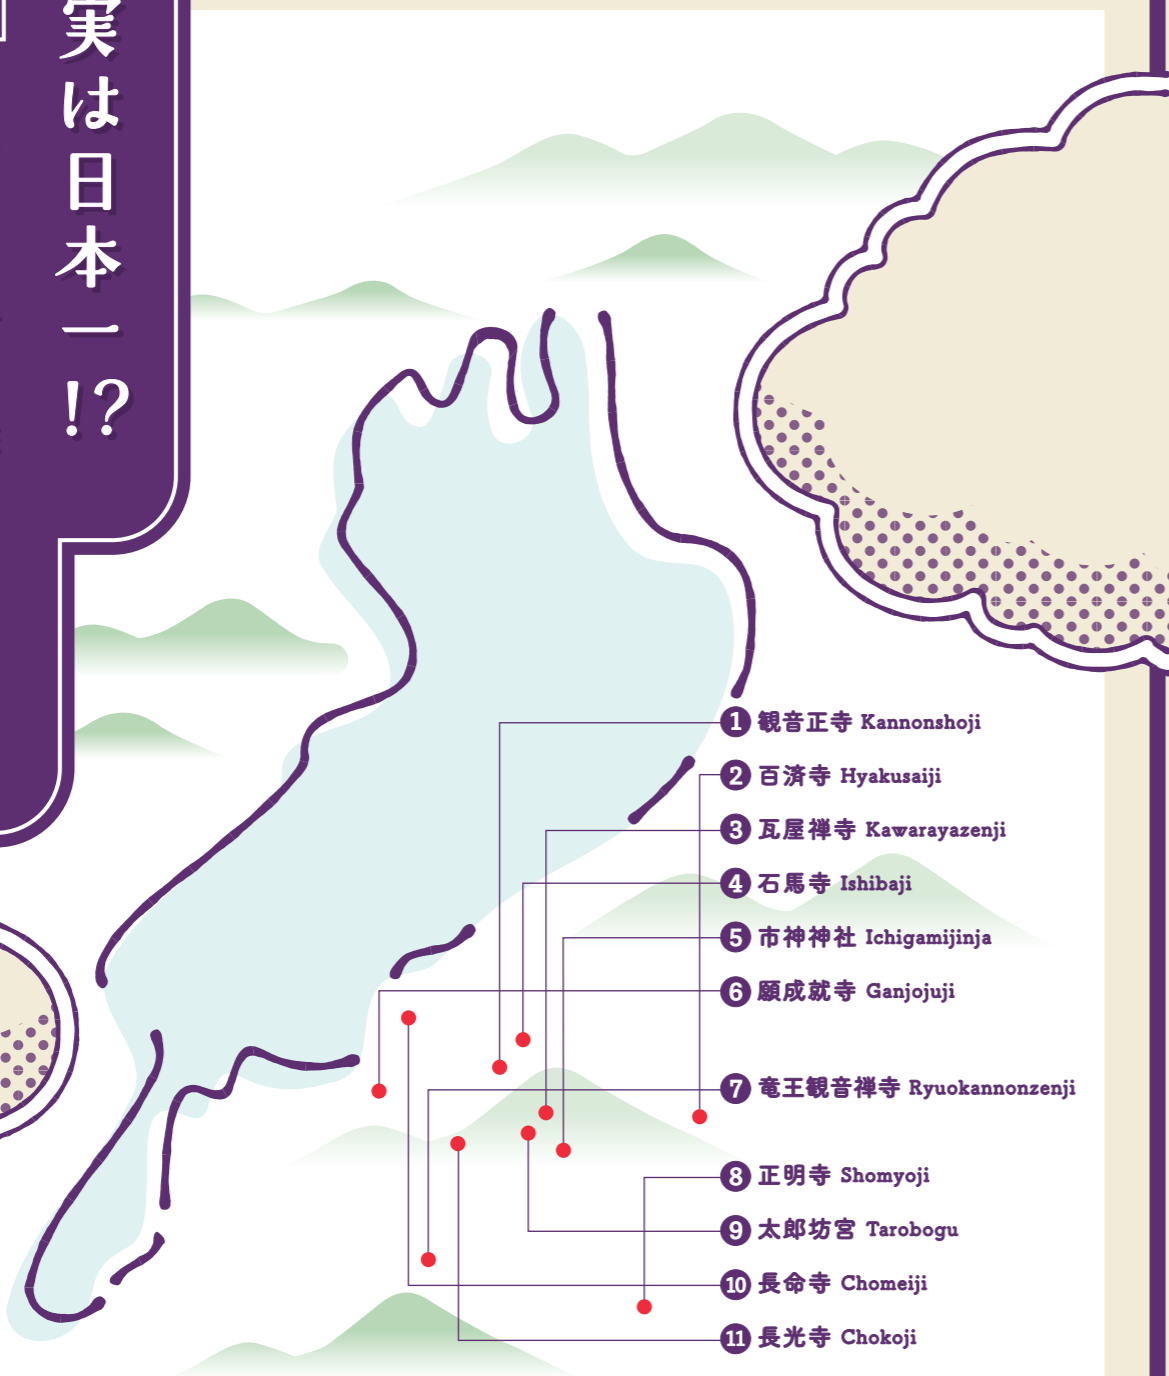 実は日本一!?
1 観音正寺 Kannonshoji
2 百済寺 Hyakusaiji
3 瓦屋禅寺 Kawarayazenji
4 石馬寺 Ishibaji
5 市神神社 Ichigamijinja
6 願成就寺 Ganjojuji
7 竜王観音禅寺 Ryuokannonzenji
8 正明寺 Shomyoji
9 太郎坊宮 Tarobogu
10 長命寺 Chomeiji
11 長光寺 Chokoji